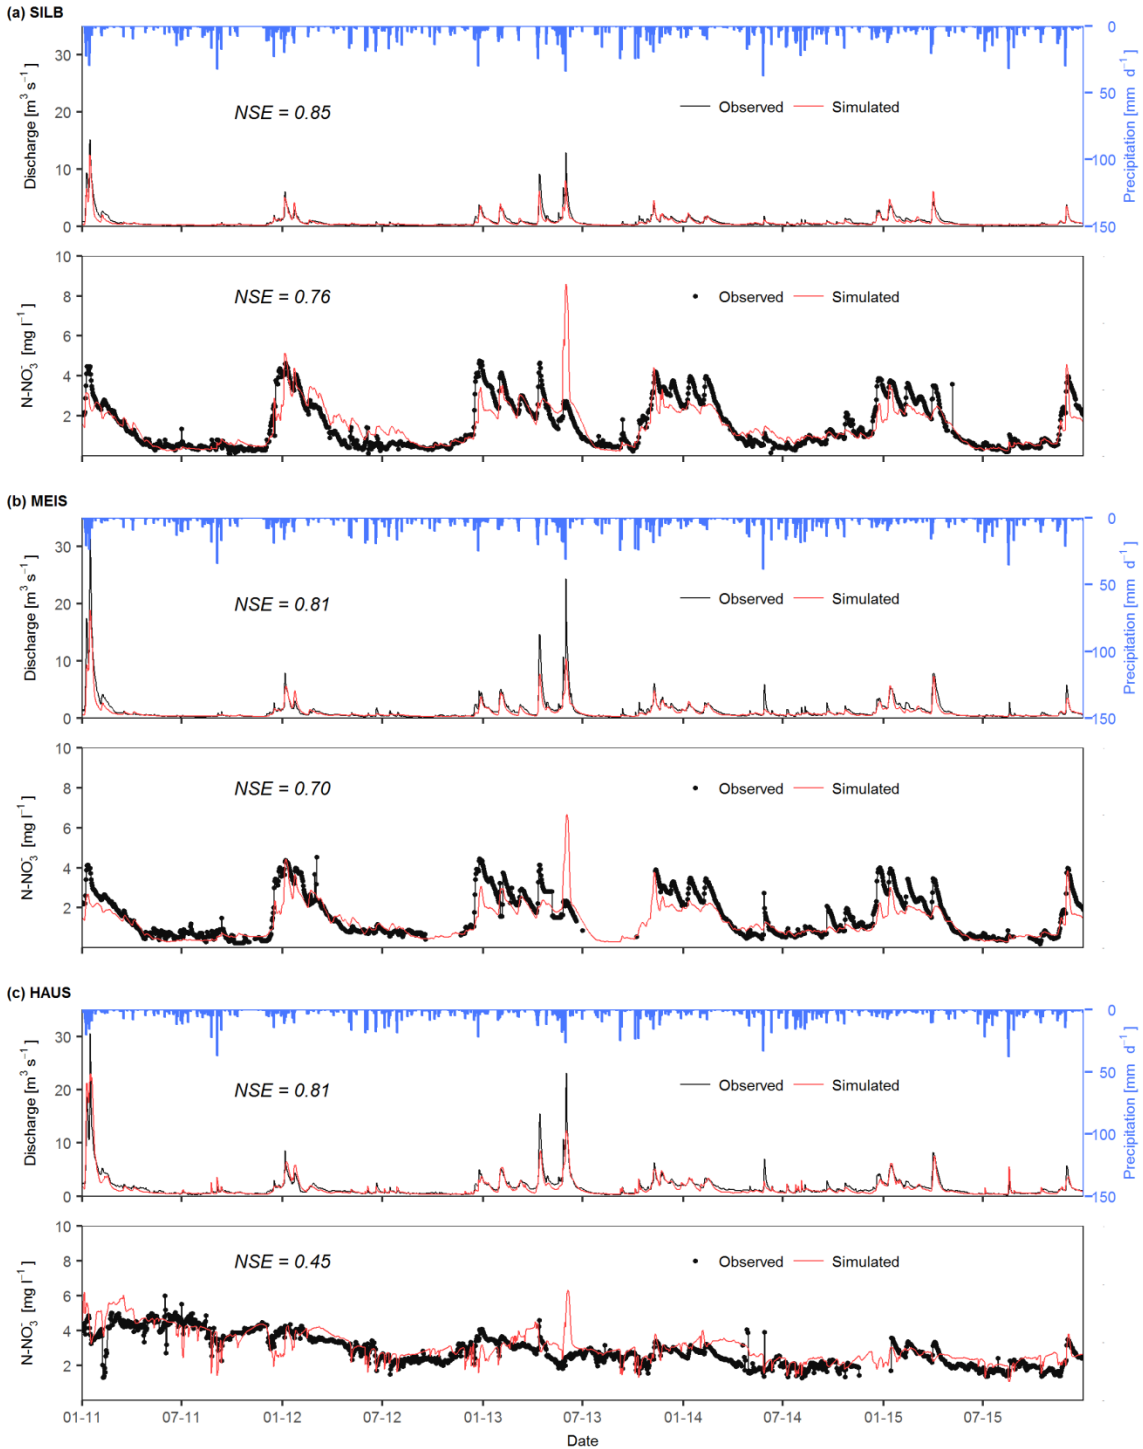 (a) SILB
Discharge [m³ s⁻¹]
30
20
10
0
NSE = 0.85
Observed
Simulated
0
50
100
150
Precipitation [mm d⁻¹]
N-NO₃⁻ [mg l⁻¹]
10
8
6
4
2
NSE = 0.76
Observed
Simulated
(b) MEIS
Discharge [m³ s⁻¹]
30
20
10
0
NSE = 0.81
Observed
Simulated
0
50
100
150
Precipitation [mm d⁻¹]
N-NO₃⁻ [mg l⁻¹]
10
8
6
4
2
NSE = 0.70
Observed
Simulated
(c) HAUS
Discharge [m³ s⁻¹]
30
20
10
0
NSE = 0.81
Observed
Simulated
0
50
100
150
Precipitation [mm d⁻¹]
N-NO₃⁻ [mg l⁻¹]
10
8
6
4
2
NSE = 0.45
Observed
Simulated
01-11 07-11 01-12 07-12 01-13 07-13 01-14 07-14 01-15 07-15
Date